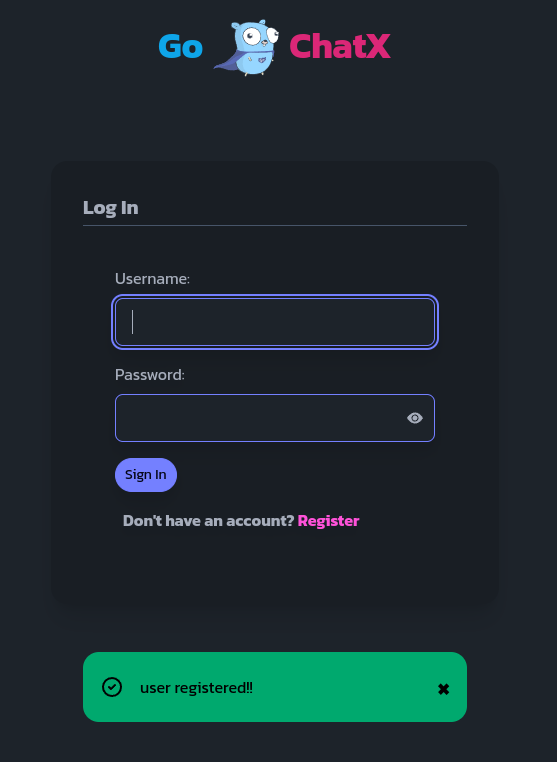 Go ChatX
Log In
Username:
Password:
Sign In
Don't have an account? Register
user registered!!